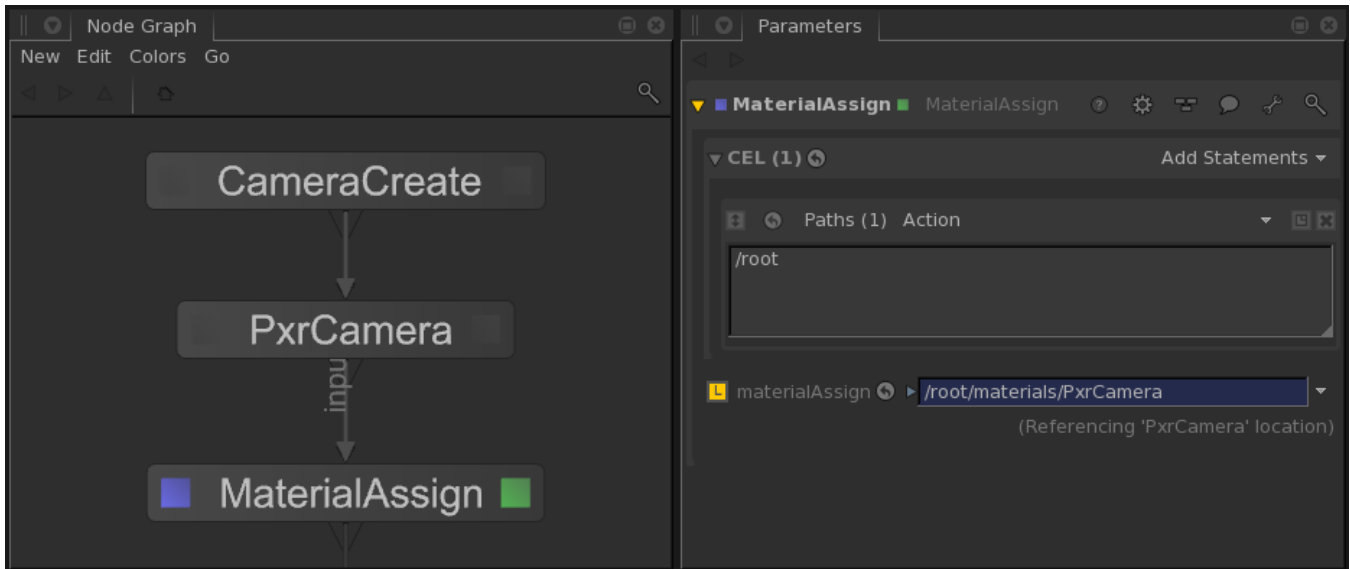 Node Graph
New Edit Colors Go
CameraCreate
PxrCamera
input
MaterialAssign
Parameters
MaterialAssign MaterialAssign ?
CEL (1) Add Statements
Paths (1) Action
/root
L materialAssign /root/materials/PxrCamera
(Referencing 'PxrCamera' location)